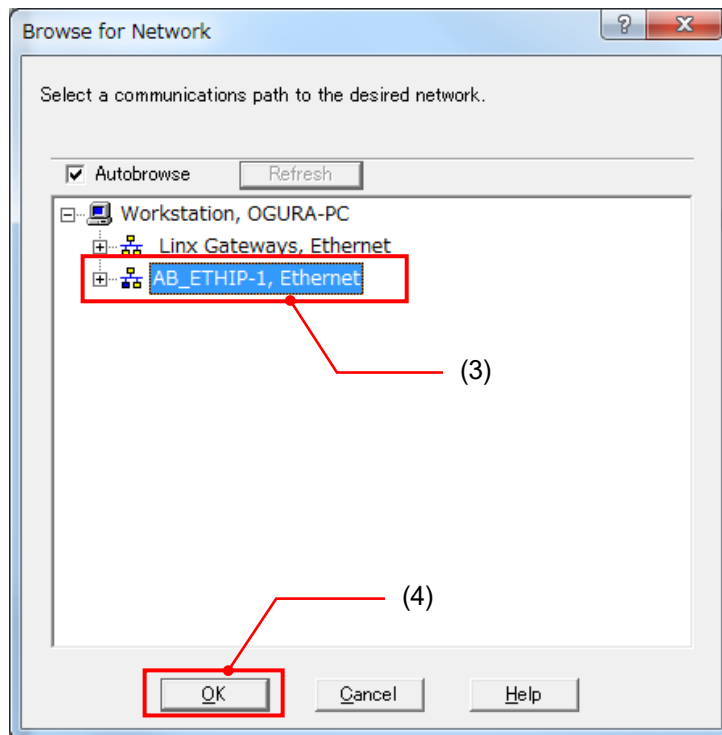 Browse for Network
Select a communications path to the desired network.
Autobrowse Refresh
Workstation, OGURA-PC
Linx Gateways, Ethernet
AB_ETHIP-1, Ethernet
(3)
(4)
OK Cancel Help